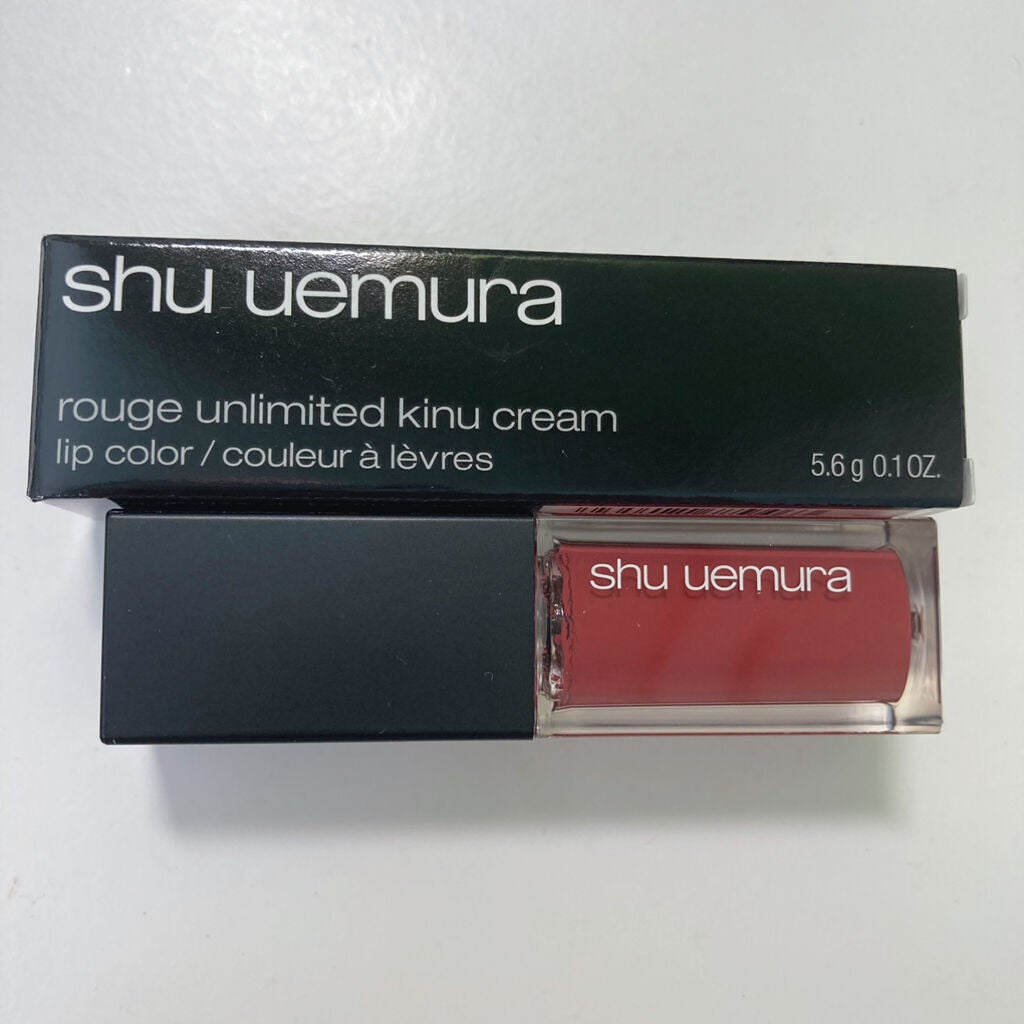 shu uemura
rouge unlimited kinu cream
lip color / couleur à lèvres
5.6 g 0.1 OZ.
shu uemura